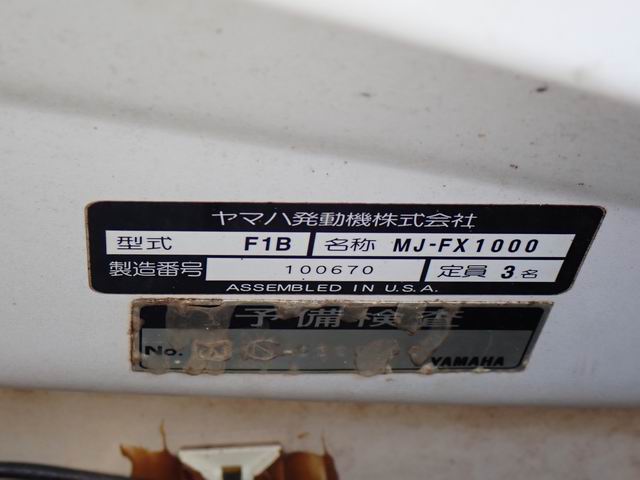 ヤマハ発動機株式会社
型式 F1B 名称 MJ-FX1000
製造番号 100670 定員 3名
ASSEMBLED IN U.S.A.
予備検査
No.
YAMAHA